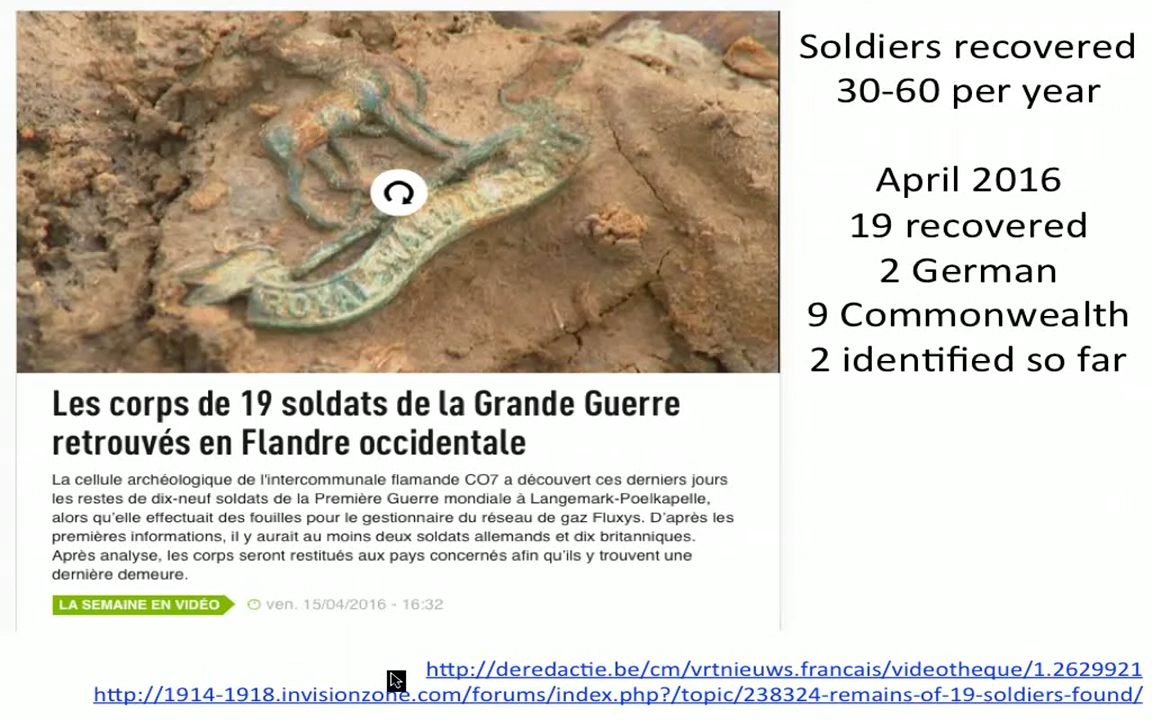 ROYAL WARWICKSHIRE
Les corps de 19 soldats de la Grande Guerre
retrouvés en Flandre occidentale
La cellule archéologique de l'intercommunale flamande CO7 a découvert ces derniers jours
les restes de dix-neuf soldats de la Première Guerre mondiale à Langemark-Poelkapelle,
alors qu'elle effectuait des fouilles pour le gestionnaire du réseau de gaz Fluxys. D'après les
premières informations, il y aurait au moins deux soldats allemands et dix britanniques.
Après analyse, les corps seront restitués aux pays concernés afin qu'ils y trouvent une
dernière demeure.
LA SEMAINE EN VIDÉO ven. 15/04/2016 - 16:32
Soldiers recovered
30-60 per year
April 2016
19 recovered
2 German
9 Commonwealth
2 identified so far
http://deredactie.be/cm/vrtnieuws.francais/videotheque/1.2629921
http://1914-1918.invisionzone.com/forums/index.php?/topic/238324-remains-of-19-soldiers-found/